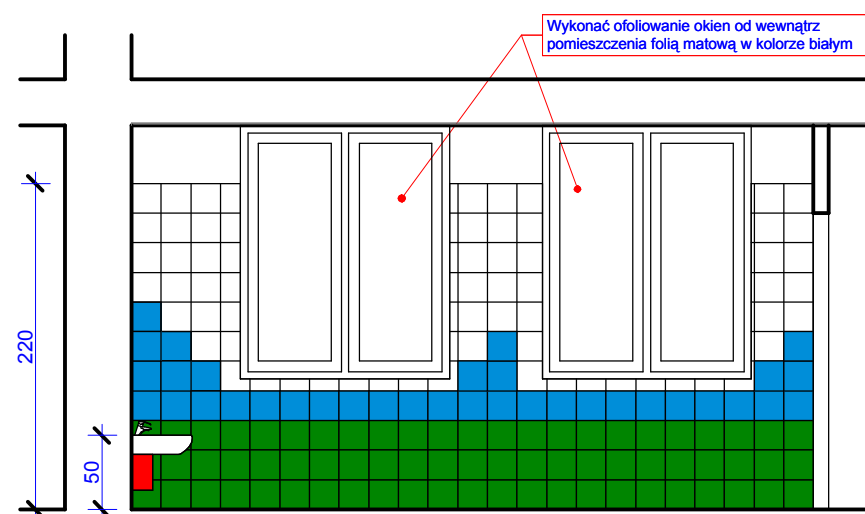 Wykonać ofoliowanie okien od wewnątrz
pomieszczenia folią matową w kolorze białym
220
50